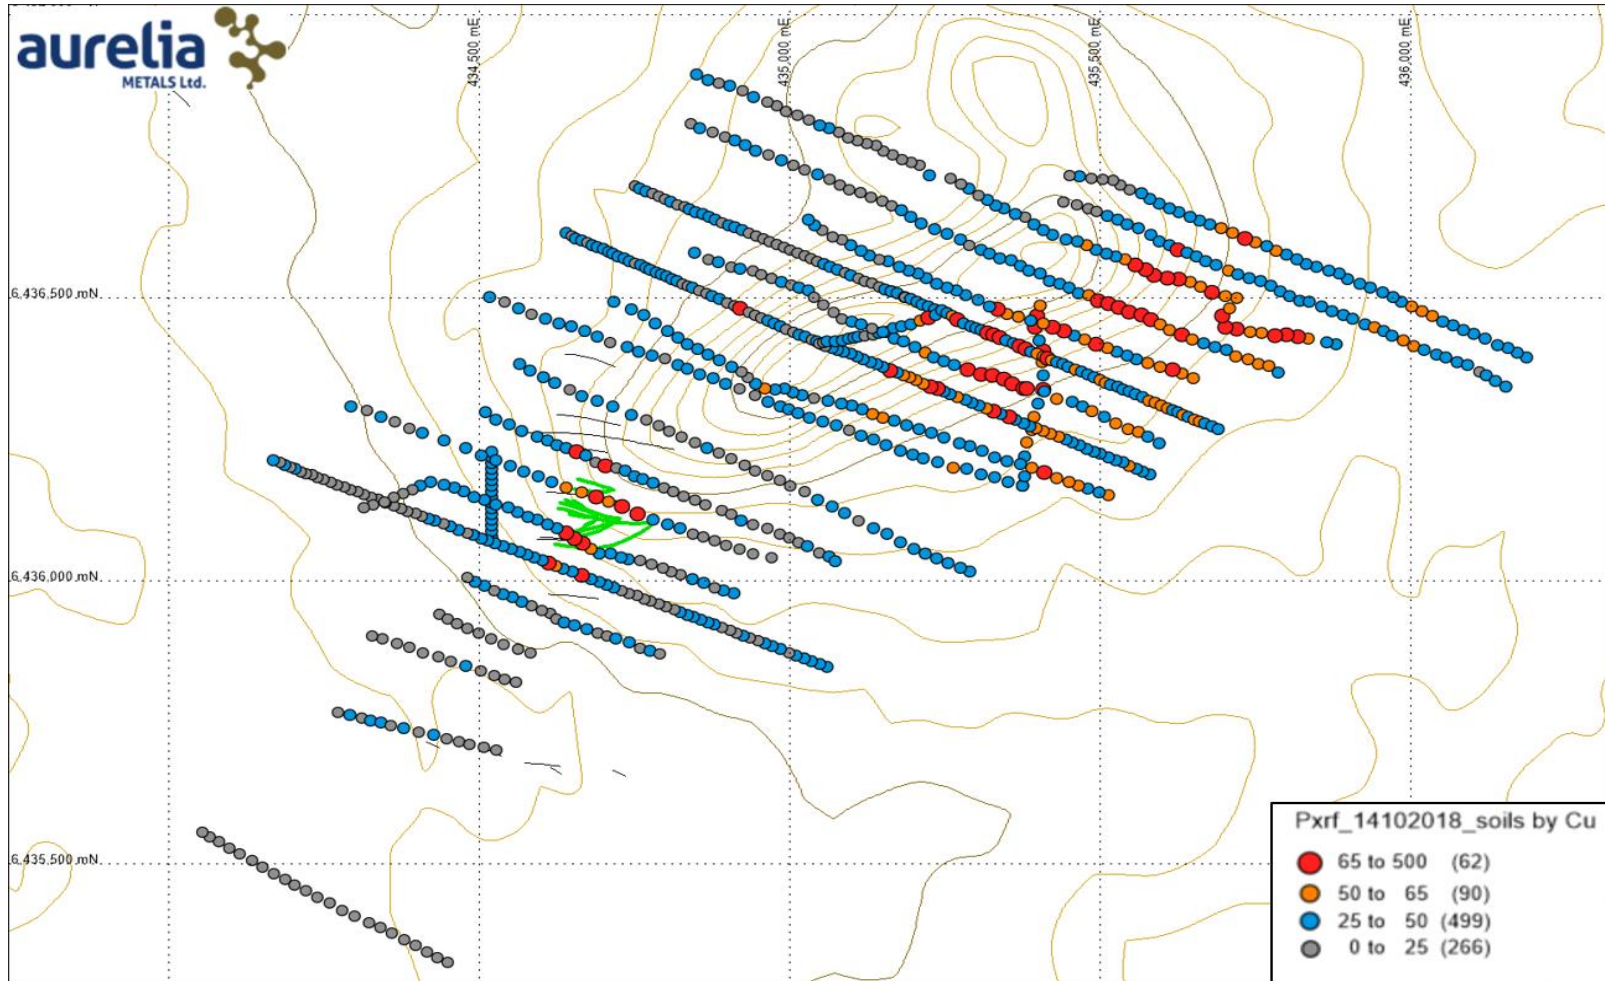 aurelia
METALS Ltd.
434,500 mE
435,000 mE
435,500 mE
436,000 mE
6,436,500 mN
6,436,000 mN
6,435,500 mN
Pxrf_14102018_soils by Cu
65 to 500 (62)
50 to 65 (90)
25 to 50 (499)
0 to 25 (266)